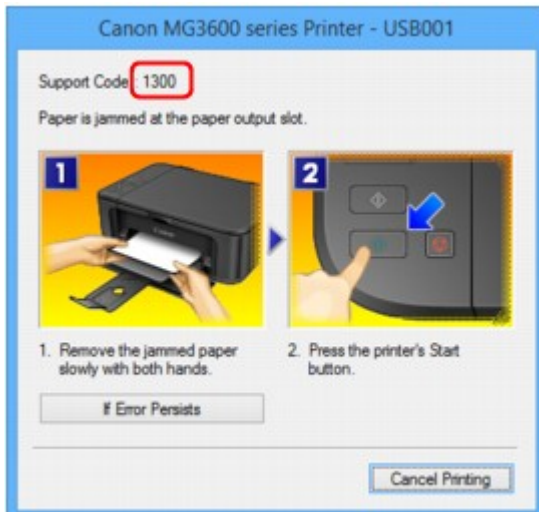 Canon MG3600 series Printer - USB001
Support Code : 1300
Paper is jammed at the paper output slot.
1
2
1. Remove the jammed paper
slowly with both hands.
2. Press the printer's Start
button.
If Error Persists
Cancel Printing